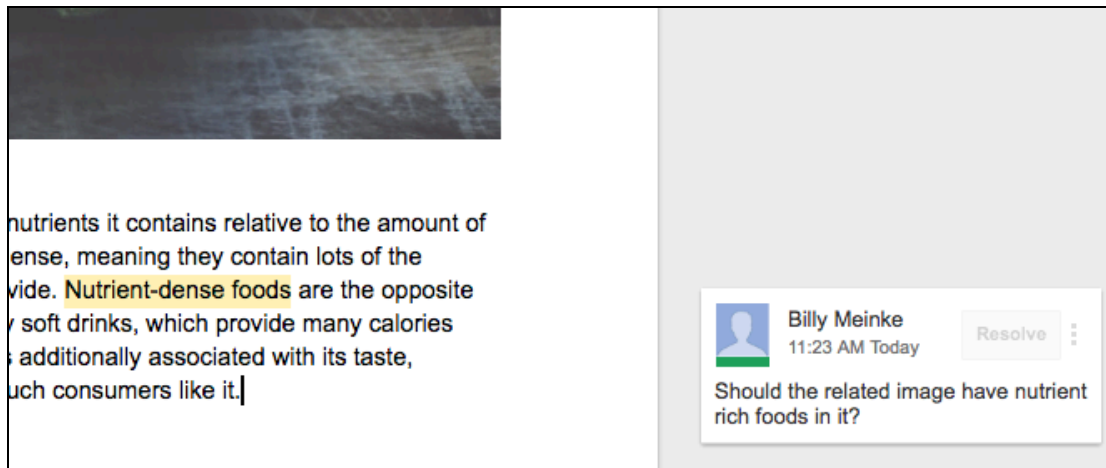 nutrients it contains relative to the amount of
ense, meaning they contain lots of the
vide. Nutrient-dense foods are the opposite
soft drinks, which provide many calories
additionally associated with its taste,
uch consumers like it.
Billy Meinke
11:23 AM Today
Resolve
Should the related image have nutrient
rich foods in it?